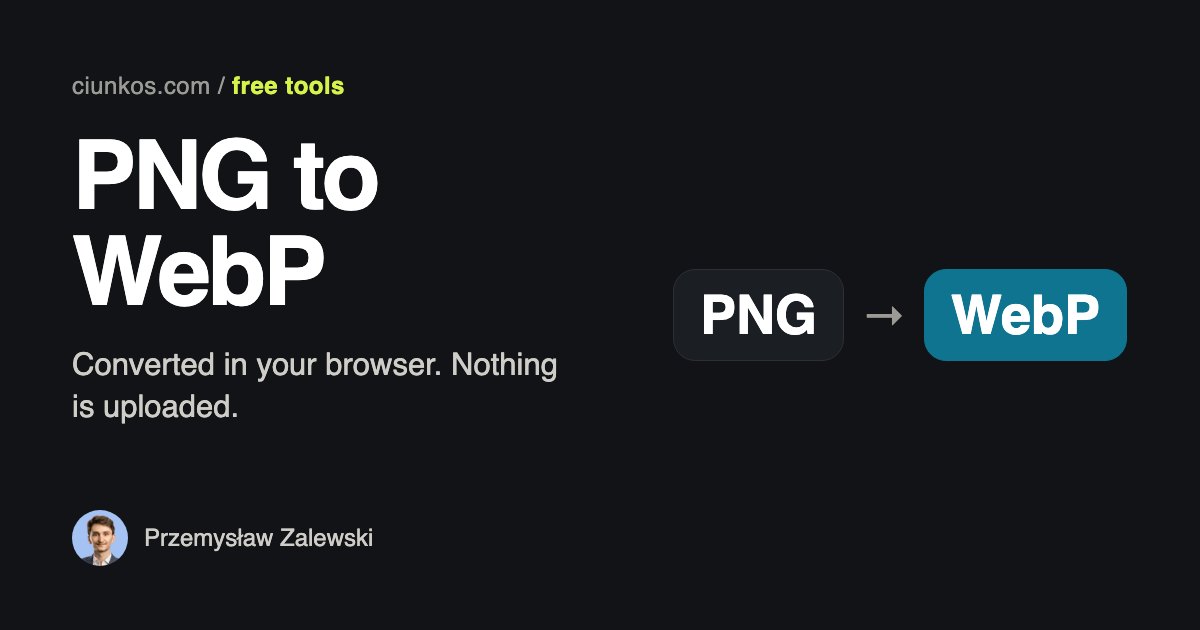 ciunkos.com / free tools
PNG to
WebP
Converted in your browser. Nothing
is uploaded.
PNG → WebP
Przemysław Zalewski